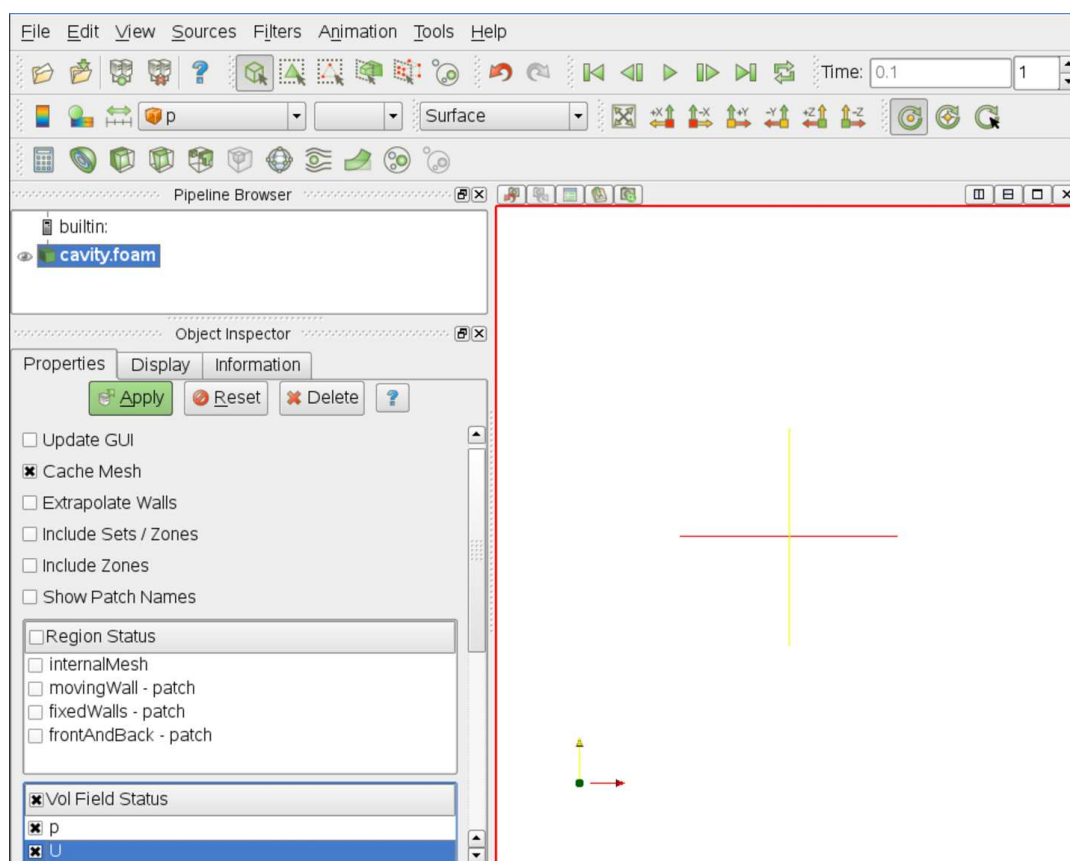 File Edit View Sources Filters Animation Tools Help
Time: 0.1 1
p Surface +X -X +Y -Y +Z -Z
Pipeline Browser
builtin:
cavity.foam
Object Inspector
Properties Display Information
Apply Reset Delete ?
Update GUI
Cache Mesh
Extrapolate Walls
Include Sets / Zones
Include Zones
Show Patch Names
Region Status
internalMesh
movingWall - patch
fixedWalls - patch
frontAndBack - patch
Vol Field Status
p
U